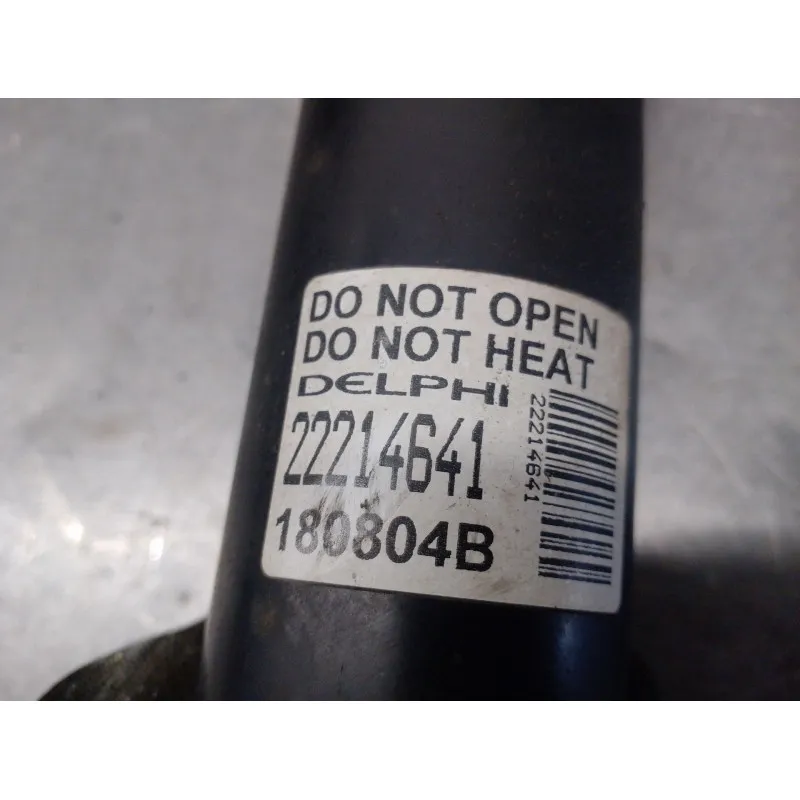 DO NOT OPEN
DO NOT HEAT
DELPHI
22214641
180804B
22214641